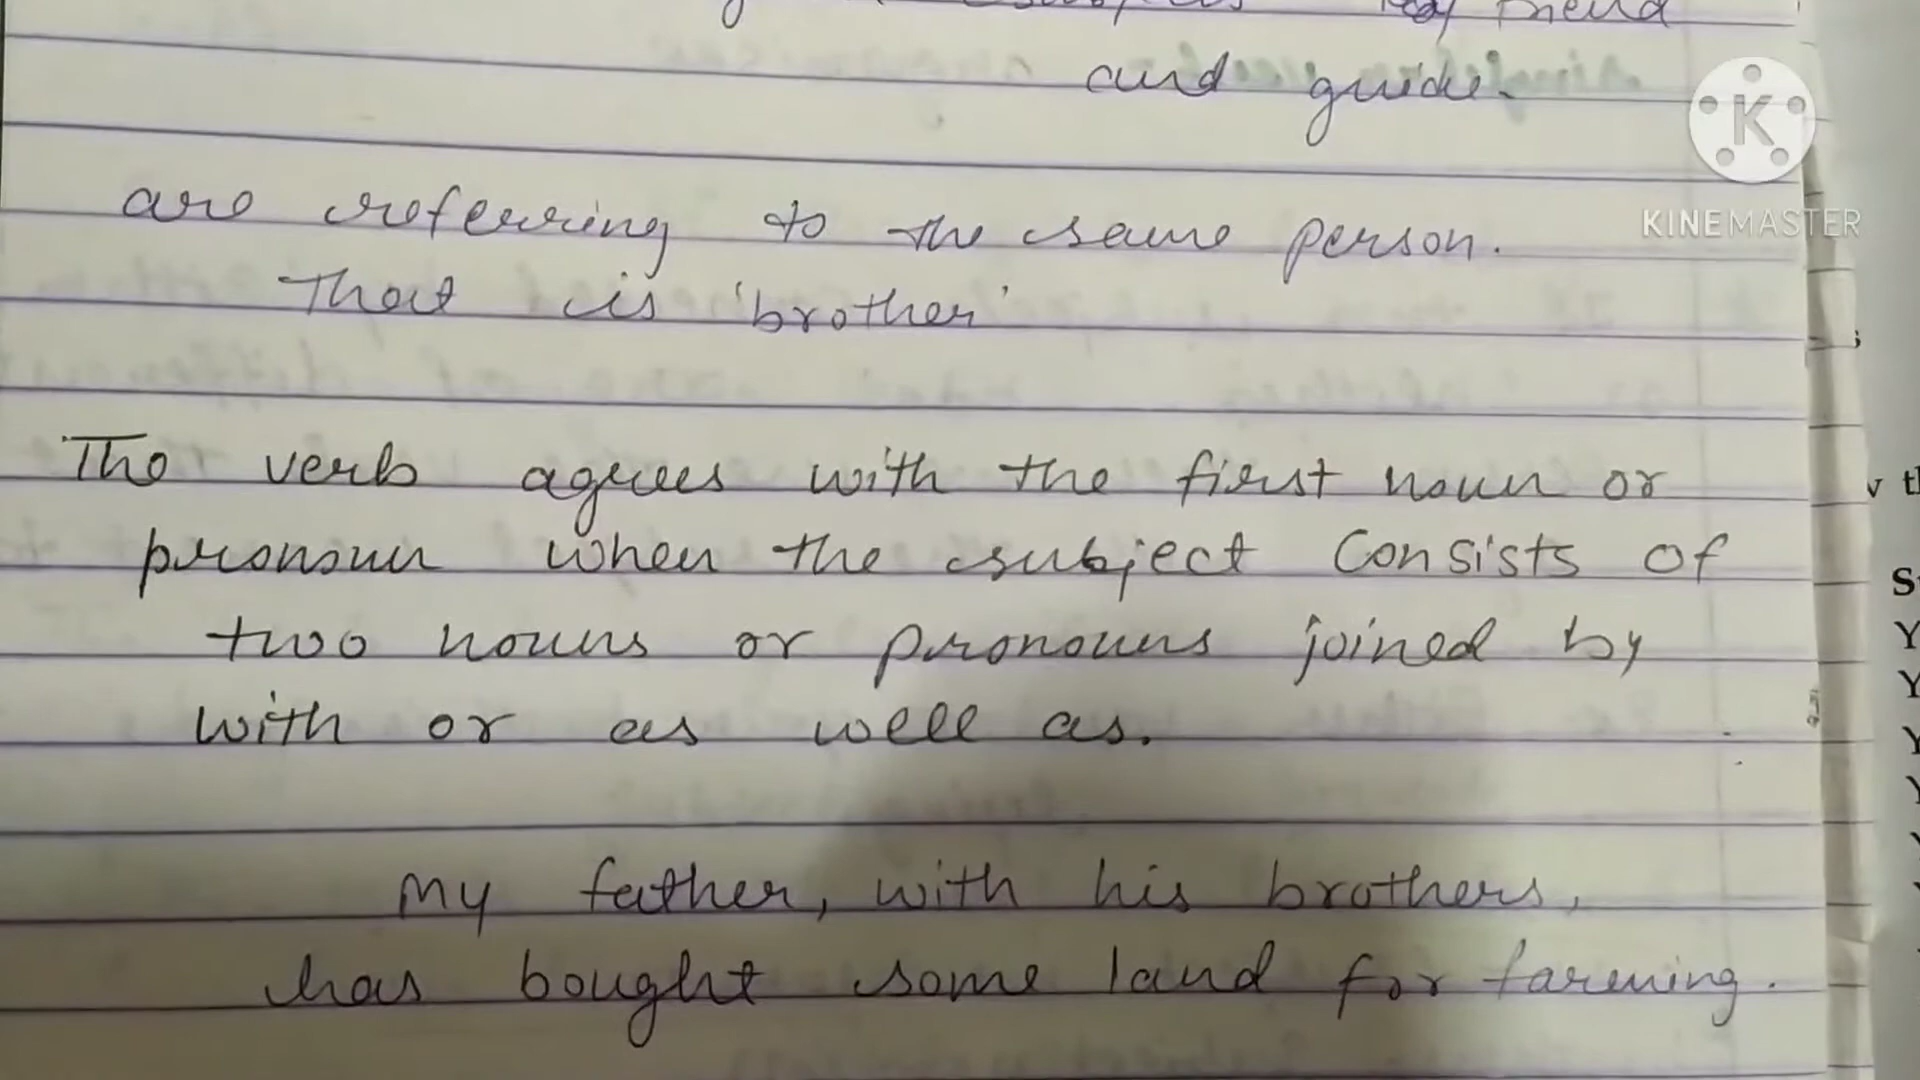 friend
and guide.
are referring to the same person.
That is 'brother'
The verb agrees with the first noun or
pronoun when the subject consists of
two nouns or pronouns joined by
with or as well as.
My father, with his brothers,
has bought some land for farming.
KINEMASTER